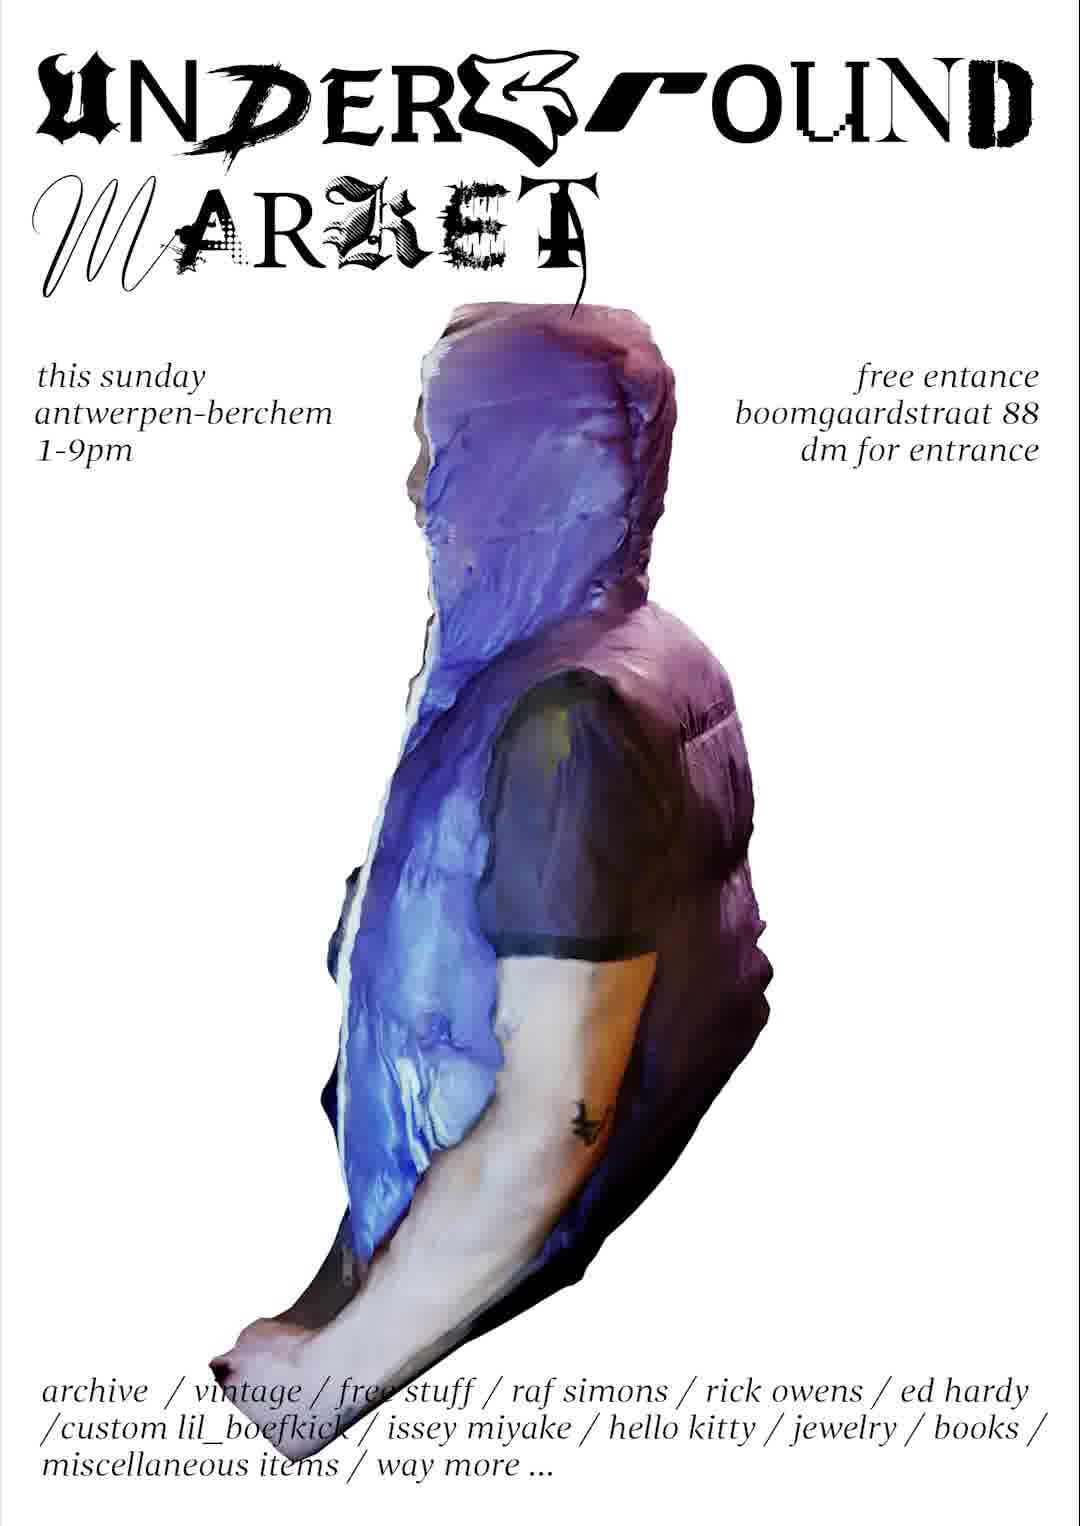 UNDERGrOUND
MARKET
this sunday
antwerpen-berchem
1-9pm
free entance
boomgaardstraat 88
dm for entrance
archive / vintage / free stuff / raf simons / rick owens / ed hardy
/custom lil_boefkick / issey miyake / hello kitty / jewelry / books /
miscellaneous items / way more ...